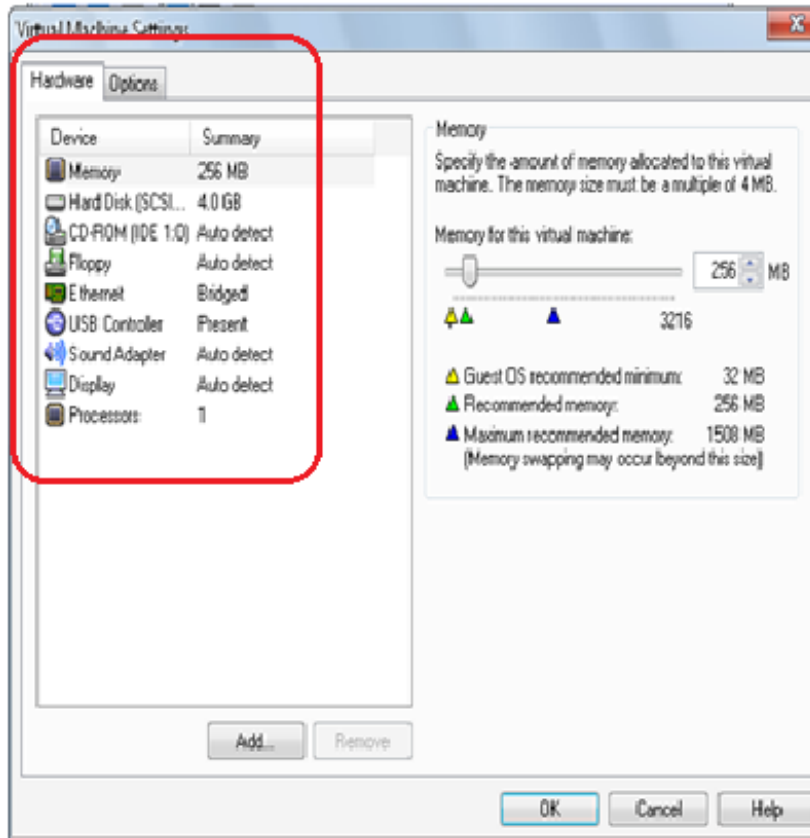 Virtual Machine Settings
Hardware Options
Device Summary
Memory 256 MB
Hard Disk (SCSI... 4.0 GB
CD-ROM (IDE 1:0) Auto detect
Floppy Auto detect
Ethernet Bridged
USB Controller Present
Sound Adapter Auto detect
Display Auto detect
Processors 1
Add... Remove
Memory
Specify the amount of memory allocated to this virtual
machine. The memory size must be a multiple of 4 MB.
Memory for this virtual machine:
256 MB
3216
Guest OS recommended minimum: 32 MB
Recommended memory: 256 MB
Maximum recommended memory: 1508 MB
(Memory swapping may occur beyond this size)
OK Cancel Help